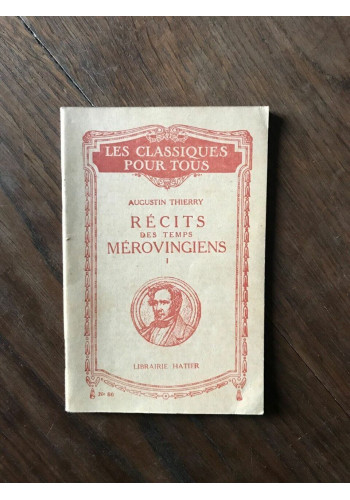 LES CLASSIQUES
POUR TOUS
AUGUSTIN THIERRY
RÉCITS
DES TEMPS
MÉROVINGIENS
I
LIBRAIRIE HATIER